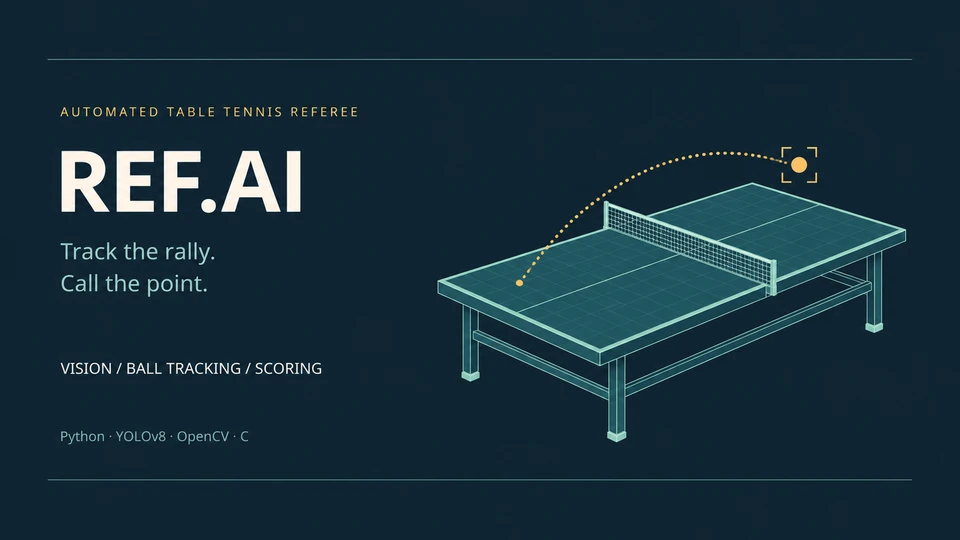 AUTOMATED TABLE TENNIS REFEREE
REF.AI
Track the rally.
Call the point.
VISION / BALL TRACKING / SCORING
Python · YOLOv8 · OpenCV · C